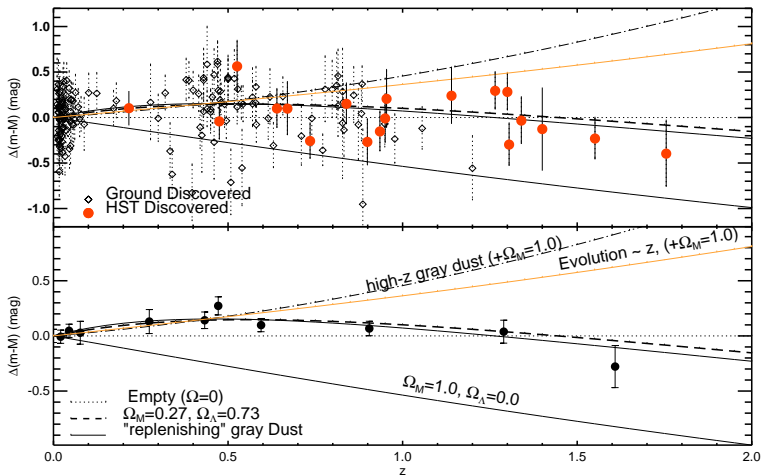 1.0
0.5
0.0
-0.5
-1.0
Δ(m-M) (mag)
Ground Discovered
HST Discovered
0.5
0.0
-0.5
Δ(m-M) (mag)
high-z gray dust (+Ω_M=1.0)
Evolution ~ z, (+Ω_M=1.0)
Ω_M=1.0, Ω_Λ=0.0
Empty (Ω=0)
Ω_M=0.27, Ω_Λ=0.73
"replenishing" gray Dust
0.0 0.5 1.0 1.5 2.0
z